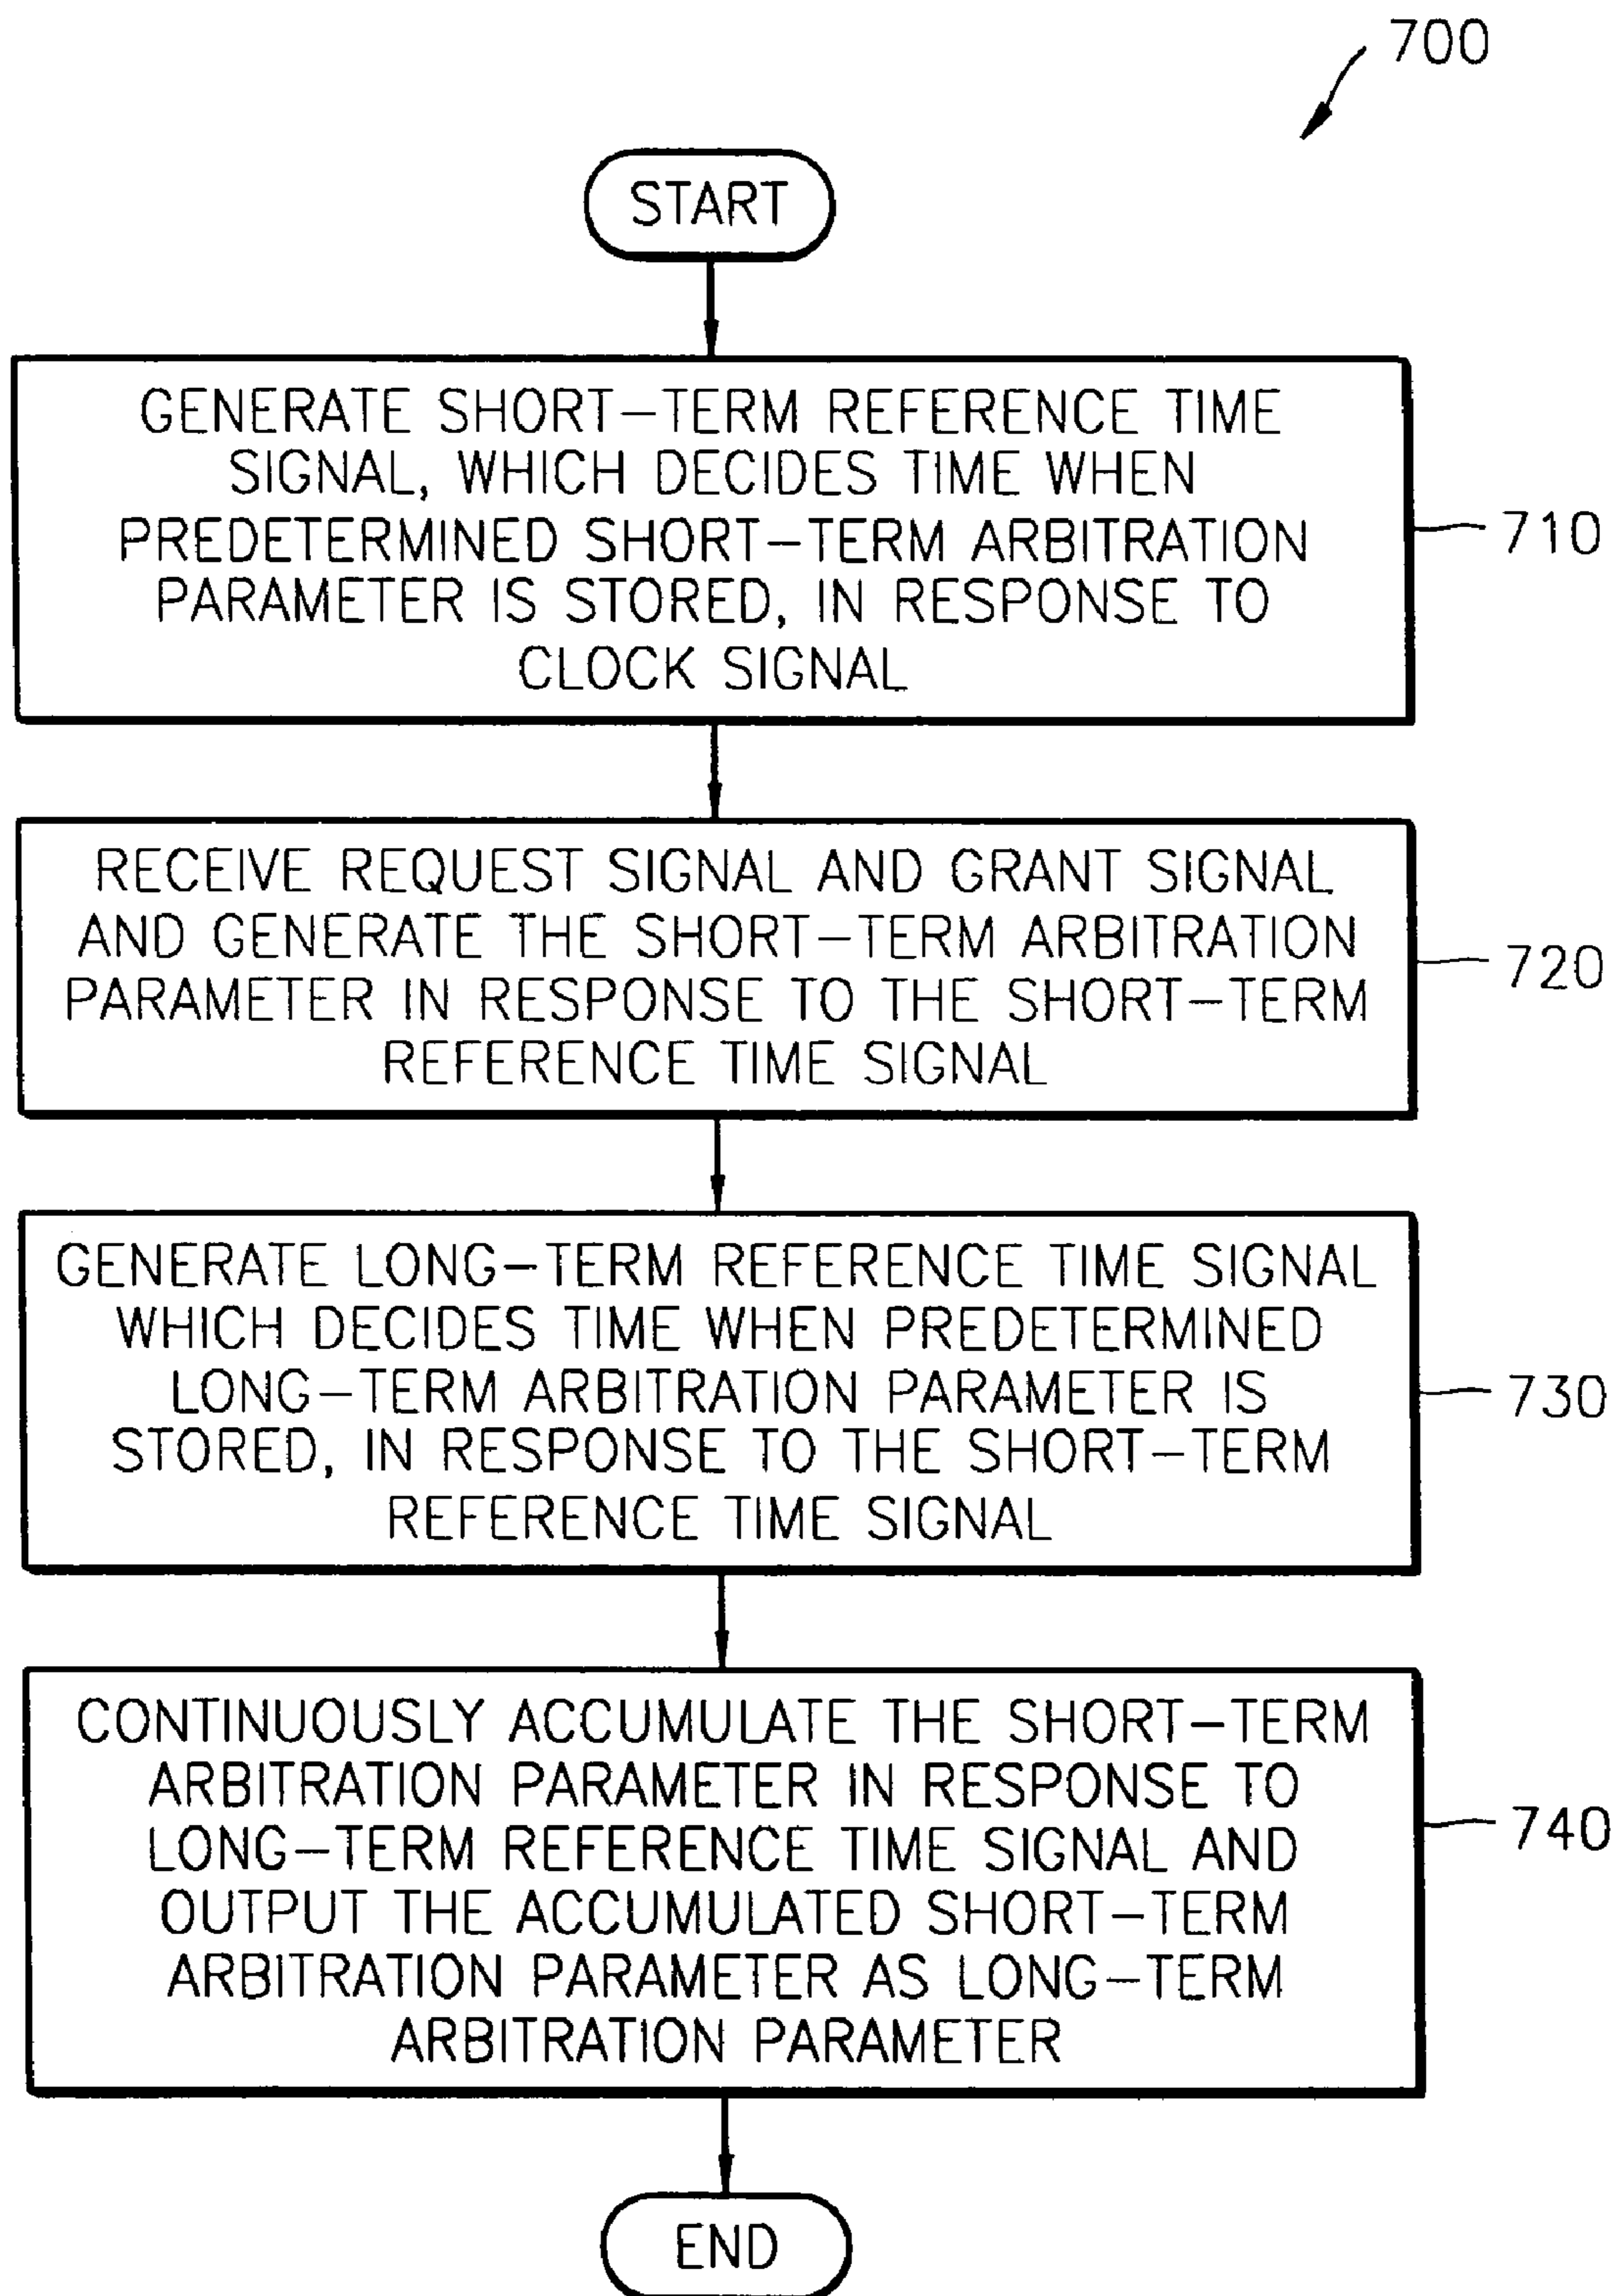 700
START
GENERATE SHORT-TERM REFERENCE TIME
SIGNAL, WHICH DECIDES TIME WHEN
PREDETERMINED SHORT-TERM ARBITRATION
PARAMETER IS STORED, IN RESPONSE TO
CLOCK SIGNAL
710
RECEIVE REQUEST SIGNAL AND GRANT SIGNAL
AND GENERATE THE SHORT-TERM ARBITRATION
PARAMETER IN RESPONSE TO THE SHORT-TERM
REFERENCE TIME SIGNAL
720
GENERATE LONG-TERM REFERENCE TIME SIGNAL
WHICH DECIDES TIME WHEN PREDETERMINED
LONG-TERM ARBITRATION PARAMETER IS
STORED, IN RESPONSE TO THE SHORT-TERM
REFERENCE TIME SIGNAL
730
CONTINUOUSLY ACCUMULATE THE SHORT-TERM
ARBITRATION PARAMETER IN RESPONSE TO
LONG-TERM REFERENCE TIME SIGNAL AND
OUTPUT THE ACCUMULATED SHORT-TERM
ARBITRATION PARAMETER AS LONG-TERM
ARBITRATION PARAMETER
740
END